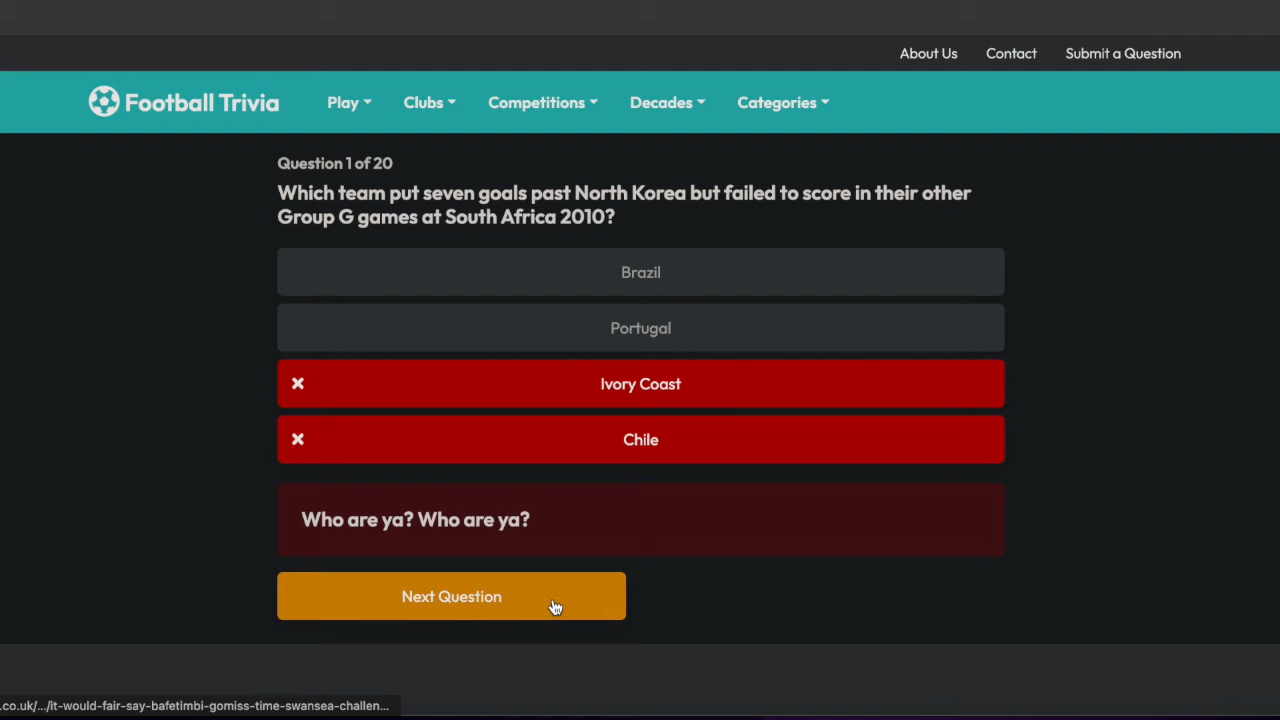 About Us Contact Submit a Question
Football Trivia Play Clubs Competitions Decades Categories
Question 1 of 20
Which team put seven goals past North Korea but failed to score in their other
Group G games at South Africa 2010?
Brazil
Portugal
Ivory Coast
Chile
Who are ya? Who are ya?
Next Question
.co.uk/.../it-would-fair-say-bafetimbi-gomiss-time-swansea-challen...